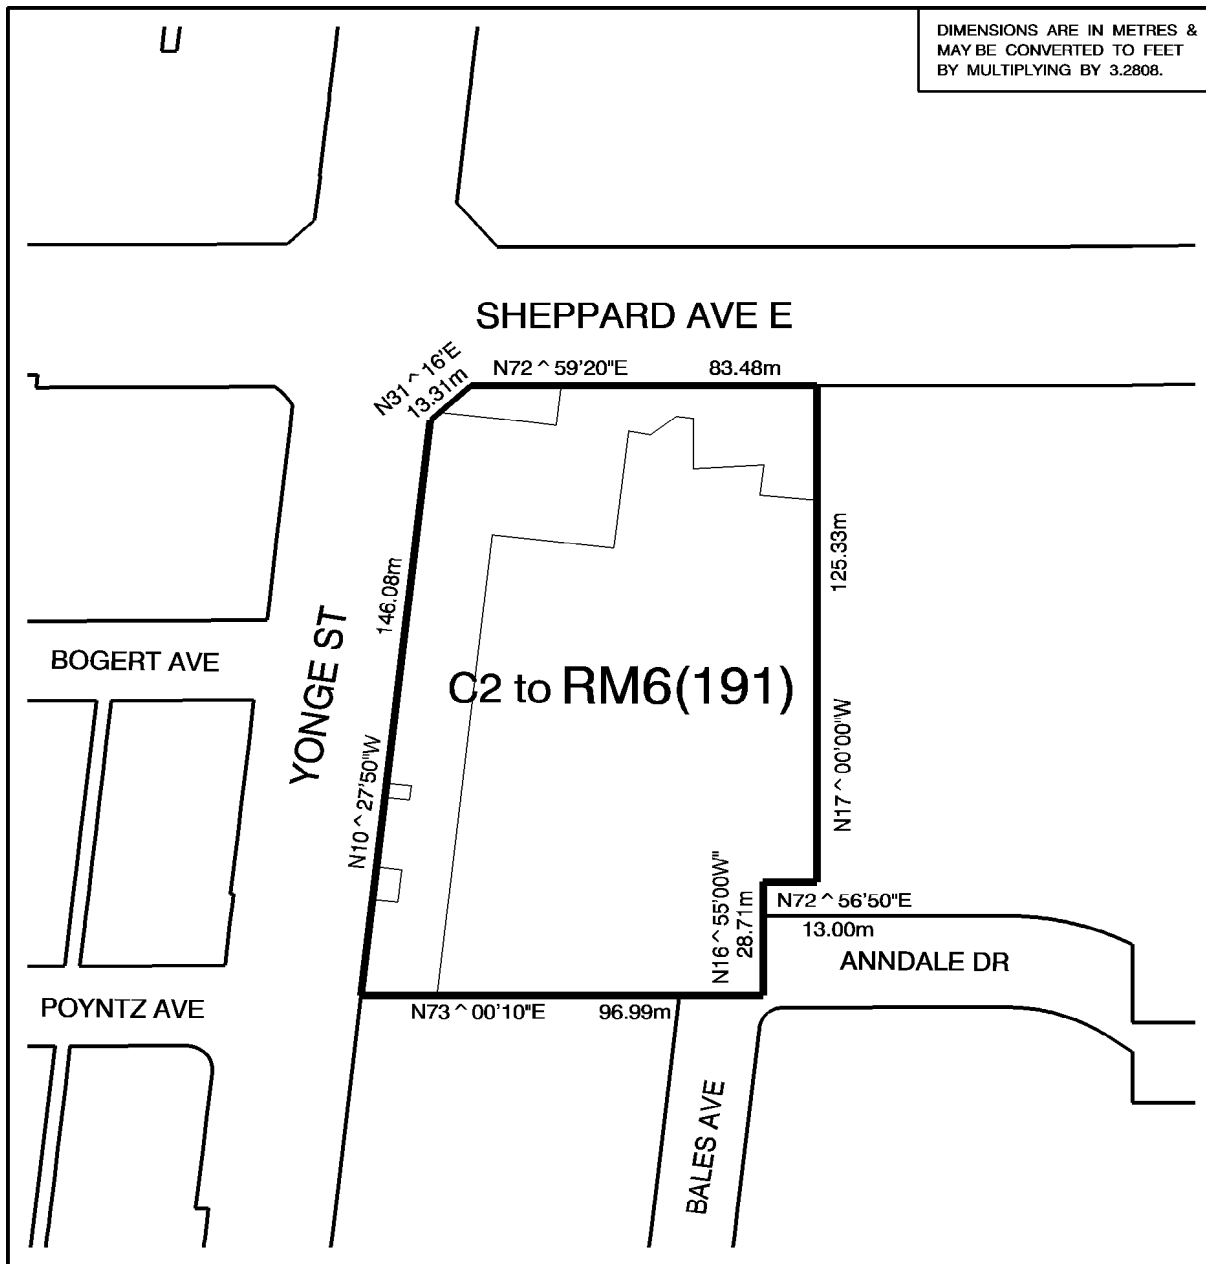 DIMENSIONS ARE IN METRES &
MAY BE CONVERTED TO FEET
BY MULTIPLYING BY 3.2808.
SHEPPARD AVE E
N31^16'E
13.31m
N72^59'20"E 83.48m
125.33m
146.08m
BOGERT AVE
YONGE ST
C2 to RM6(191)
N17^00'00"W
N10^27'50"W
N16^55'00W"
28.71m
N72^56'50"E
13.00m
ANNDALE DR
POYNTZ AVE
N73^00'10"E 96.99m
BALES AVE